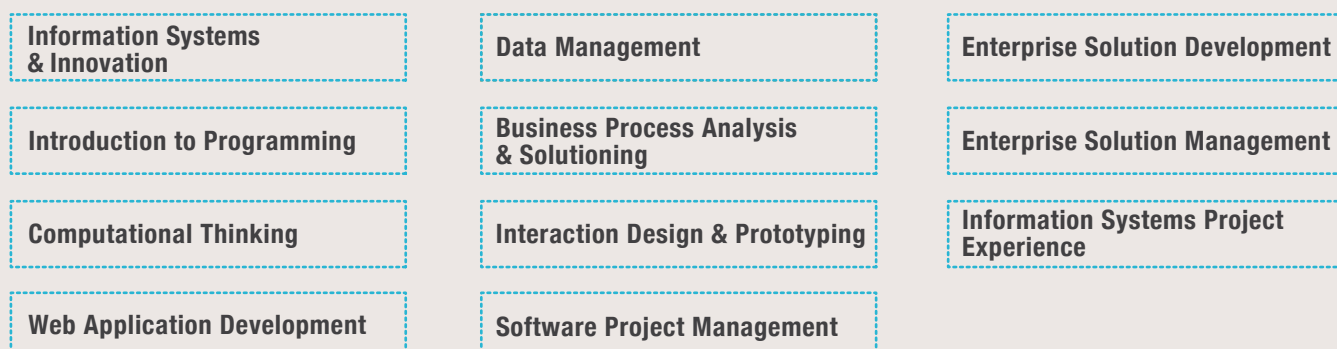 Information Systems
& Innovation
Introduction to Programming
Computational Thinking
Web Application Development
Data Management
Business Process Analysis
& Solutioning
Interaction Design & Prototyping
Software Project Management
Enterprise Solution Development
Enterprise Solution Management
Information Systems Project
Experience